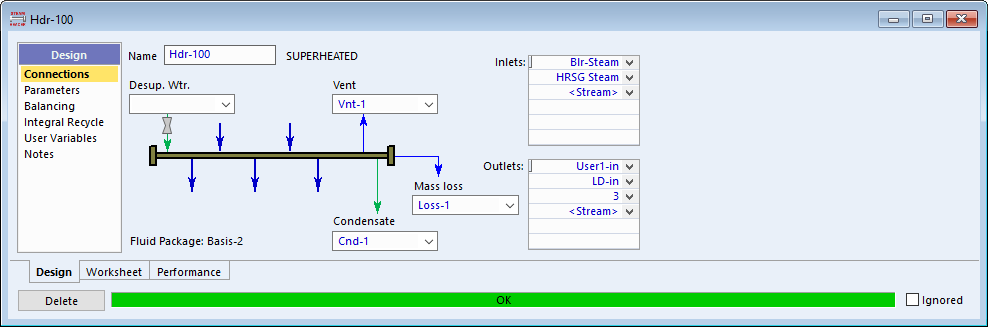 Hdr-100
Design
Connections
Parameters
Balancing
Integral Recycle
User Variables
Notes
Name Hdr-100 SUPERHEATED
Desup. Wtr.
Vent
Vnt-1
Mass loss
Loss-1
Condensate
Cnd-1
Fluid Package: Basis-2
Inlets: Blr-Steam
HRSG Steam
<Stream>
Outlets: User1-in
LD-in
3
<Stream>
Design Worksheet Performance
Delete OK Ignored